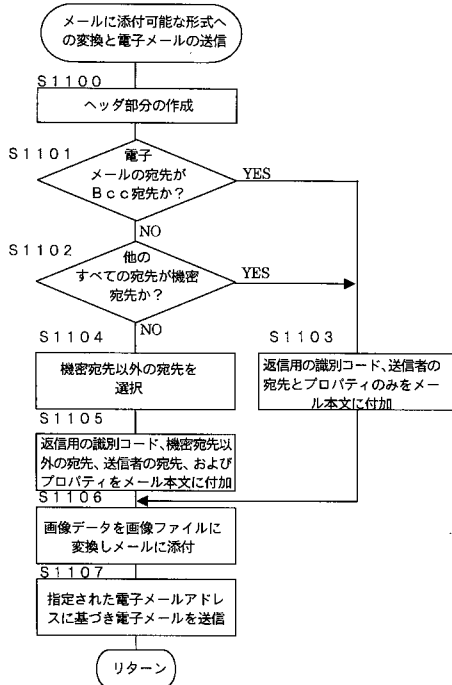 メールに添付可能な形式へ
の変換と電子メールの送信
S1100
ヘッダ部分の作成
S1101
電子
メールの宛先が
Bcc宛先か?
YES
NO
S1102
他の
すべての宛先が機密
宛先か?
YES
NO
S1104
機密宛先以外の宛先を
選択
S1103
返信用の識別コード、送信者の
宛先とプロパティのみをメー
ル本文に付加
S1105
返信用の識別コード、機密宛先以
外の宛先、送信者の宛先、および
プロパティをメール本文に付加
S1106
画像データを画像ファイルに
変換しメールに添付
S1107
指定された電子メールアドレ
スに基づき電子メールを送信
リターン